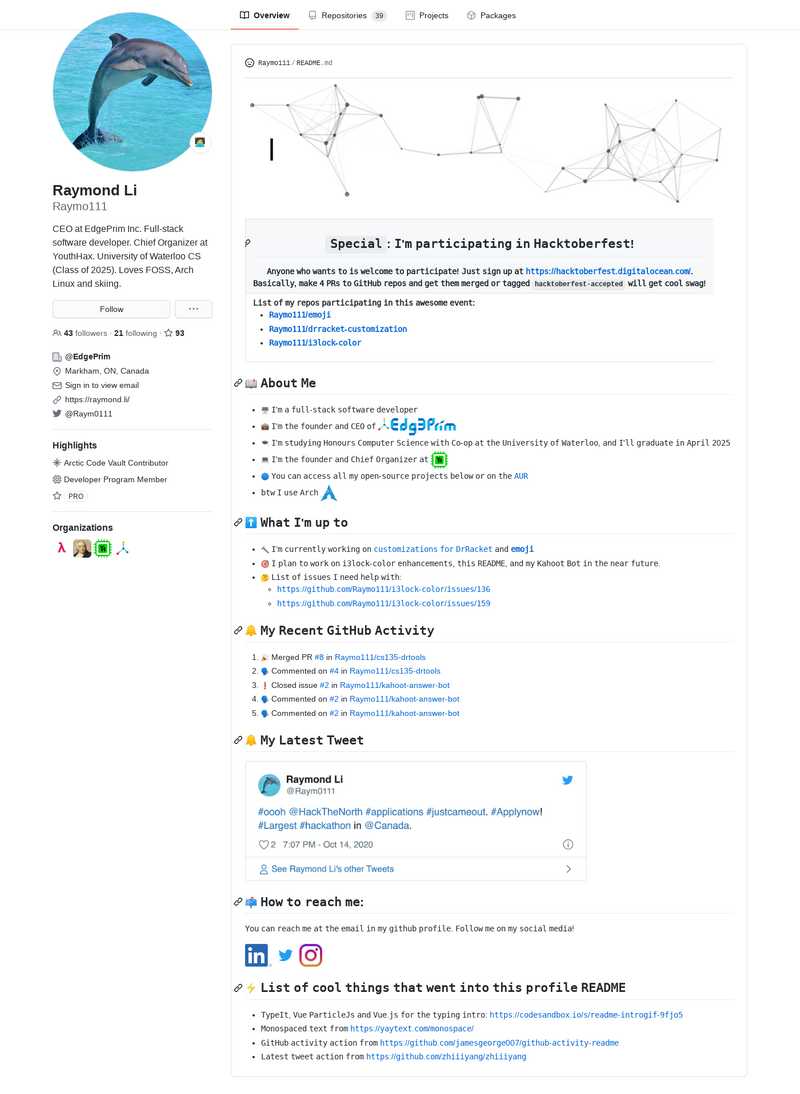 Overview Repositories 39 Projects Packages
Raymo111 / README.md
Raymond Li
Raymo111
CEO at EdgePrim Inc. Full-stack
software developer. Chief Organizer at
YouthHax. University of Waterloo CS
(Class of 2025). Loves FOSS, Arch
Linux and skiing.
Follow
43 followers · 21 following · 93
@EdgePrim
Markham, ON, Canada
Sign in to view email
https://raymond.li/
@Raym0111
Highlights
Arctic Code Vault Contributor
Developer Program Member
PRO
Organizations
Special : I'm participating in Hacktoberfest!
Anyone who wants to is welcome to participate! Just sign up at https://hacktoberfest.digitalocean.com/.
Basically, make 4 PRs to GitHub repos and get them merged or tagged hacktoberfest-accepted will get cool swag!
List of my repos participating in this awesome event:
• Raymo111/emoji
• Raymo111/drracket-customization
• Raymo111/i3lock-color
About Me
• I'm a full-stack software developer
• I'm the founder and CEO of Edg3Prim
• I'm studying Honours Computer Science with Co-op at the University of Waterloo, and I'll graduate in April 2025
• I'm the founder and Chief Organizer at
• You can access all my open-source projects below or on the AUR
• btw I use Arch
What I'm up to
• I'm currently working on customizations for DrRacket and emoji
• I plan to work on i3lock-color enhancements, this README, and my Kahoot Bot in the near future.
• List of issues I need help with:
◦ https://github.com/Raymo111/i3lock-color/issues/136
◦ https://github.com/Raymo111/i3lock-color/issues/159
My Recent GitHub Activity
1. Merged PR #8 in Raymo111/cs135-drtools
2. Commented on #4 in Raymo111/cs135-drtools
3. Closed issue #2 in Raymo111/kahoot-answer-bot
4. Commented on #2 in Raymo111/kahoot-answer-bot
5. Commented on #2 in Raymo111/kahoot-answer-bot
My Latest Tweet
Raymond Li
@Raym0111
#oooh @HackTheNorth #applications #justcameout. #Applynow!
#Largest #hackathon in @Canada.
2 7:07 PM - Oct 14, 2020
See Raymond Li's other Tweets
How to reach me:
You can reach me at the email in my github profile. Follow me on my social media!
in
List of cool things that went into this profile README
• TypeIt, Vue ParticleJs and Vue.js for the typing intro: https://codesandbox.io/s/readme-introgif-9fjo5
• Monospaced text from https://yaytext.com/monospace/
• GitHub activity action from https://github.com/jamesgeorge007/github-activity-readme
• Latest tweet action from https://github.com/zhiiiyang/zhiiiyang